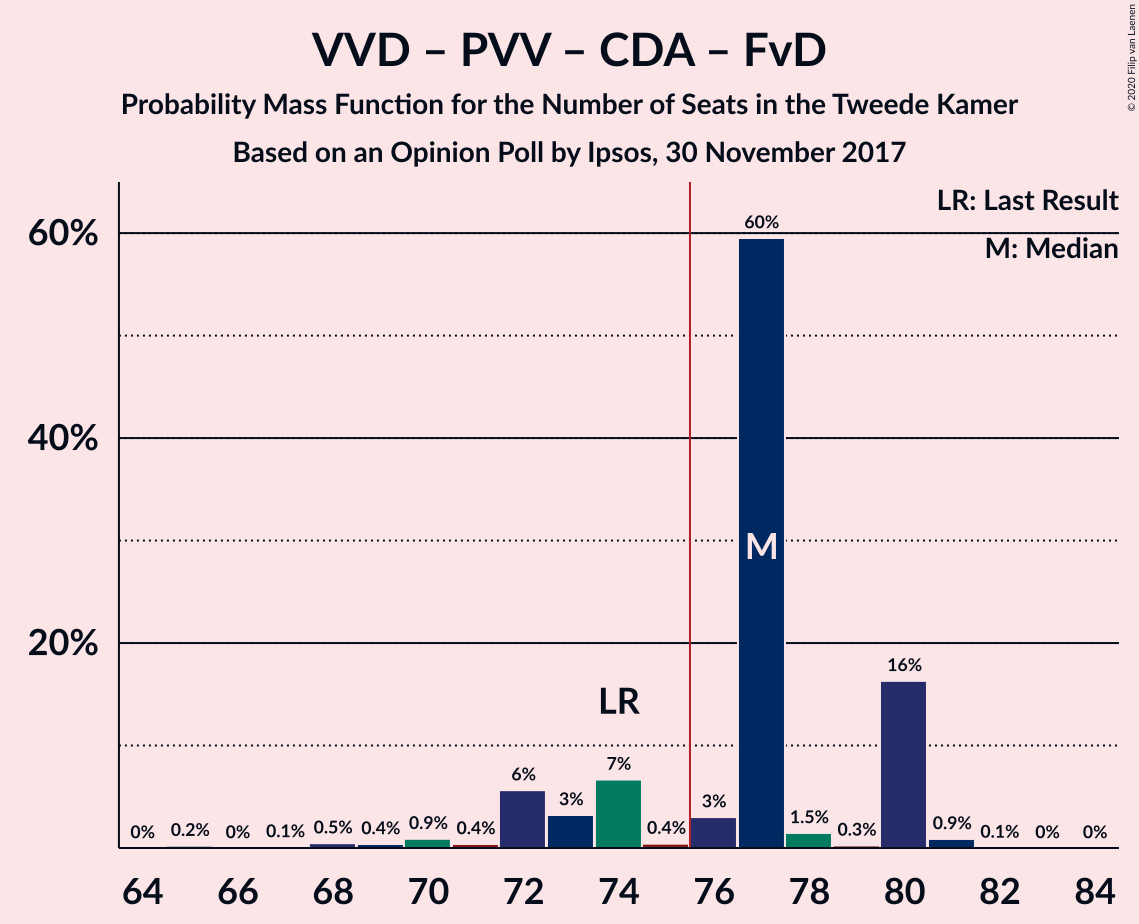 VVD – PVV – CDA – FvD
Probability Mass Function for the Number of Seats in the Tweede Kamer
Based on an Opinion Poll by Ipsos, 30 November 2017
© 2020 Filip van Laenen
LR: Last Result
M: Median
60%
40%
20%
0%
0.2%
0%
0.1%
0.5%
0.4%
0.9%
0.4%
6%
3%
7%
0.4%
3%
60%
1.5%
0.3%
16%
0.9%
0.1%
0%
0%
LR
M
64 66 68 70 72 74 76 78 80 82 84